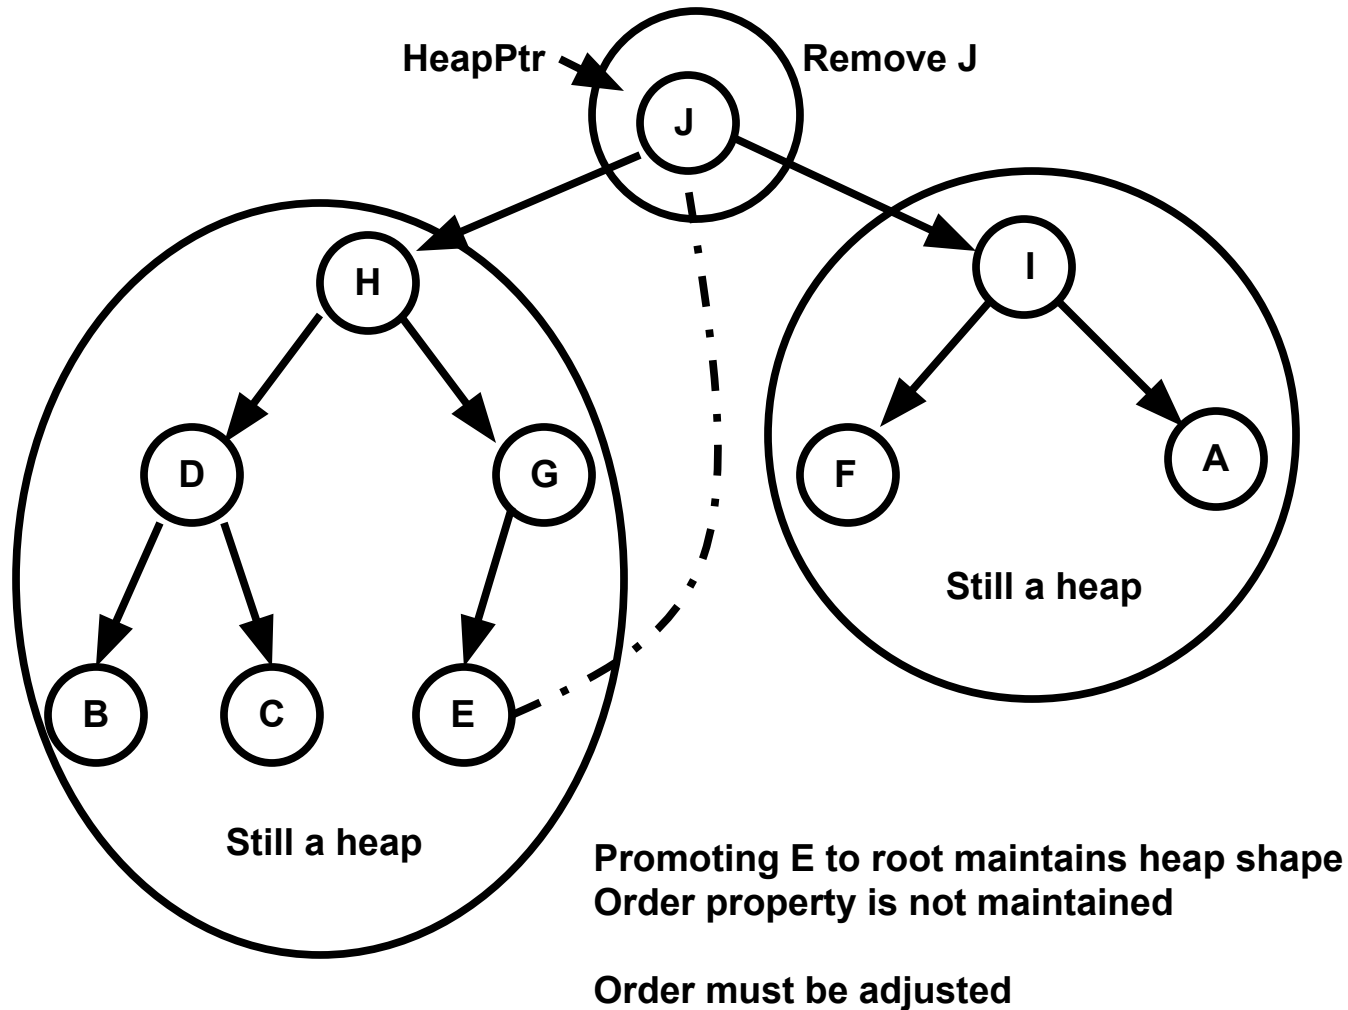 HeapPtr
Remove J
J
H
I
D
G
F
A
B
C
E
Still a heap
Still a heap
Promoting E to root maintains heap shape
Order property is not maintained
Order must be adjusted